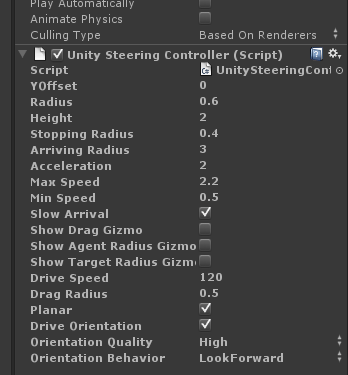 Play Automatically
Animate Physics
Culling Type Based On Renderers
Unity Steering Controller (Script)
Script UnitySteeringCont
YOffset 0
Radius 0.6
Height 2
Stopping Radius 0.4
Arriving Radius 3
Acceleration 2
Max Speed 2.2
Min Speed 0.5
Slow Arrival
Show Drag Gizmo
Show Agent Radius Gizmo
Show Target Radius Gizm
Drive Speed 120
Drag Radius 0.5
Planar
Drive Orientation
Orientation Quality High
Orientation Behavior LookForward